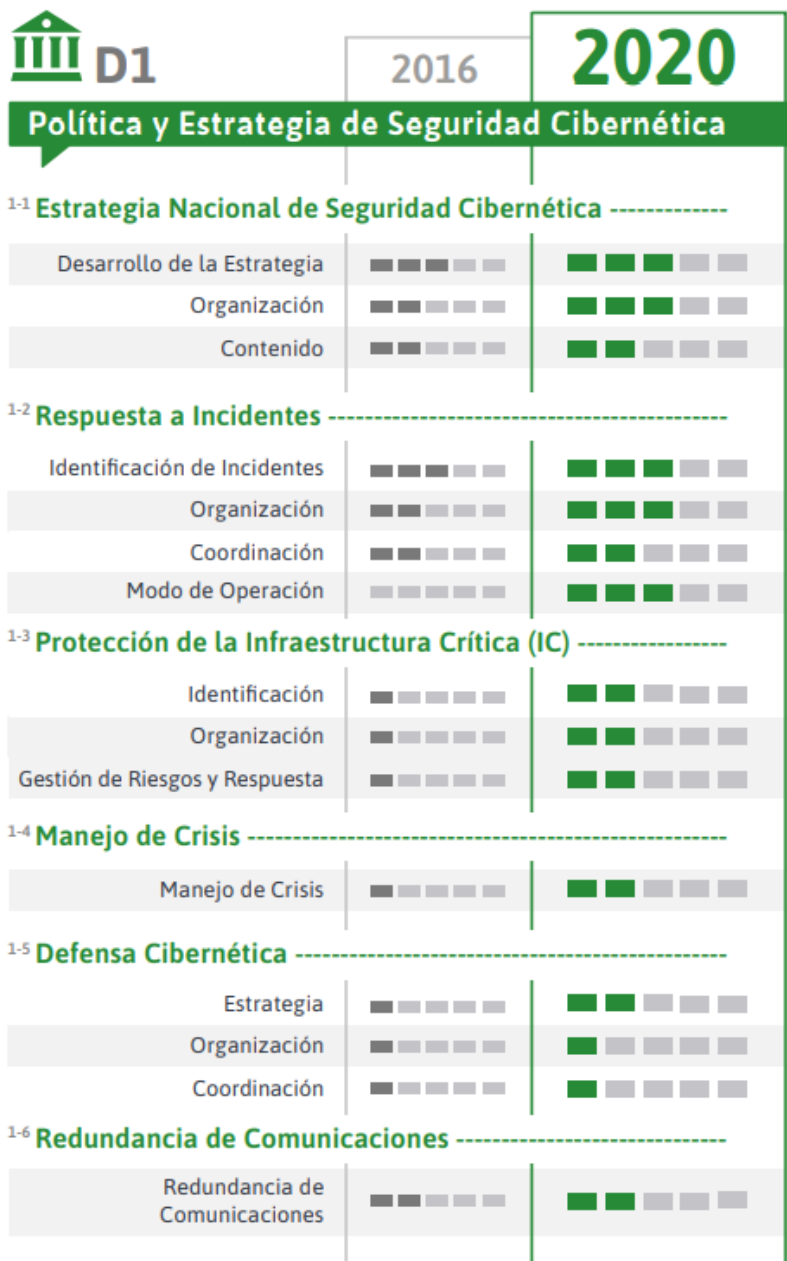 D1 2016 2020
Política y Estrategia de Seguridad Cibernética
1-1 Estrategia Nacional de Seguridad Cibernética -------------
Desarrollo de la Estrategia
Organización
Contenido
1-2 Respuesta a Incidentes -------------------------------------------
Identificación de Incidentes
Organización
Coordinación
Modo de Operación
1-3 Protección de la Infraestructura Crítica (IC) ----------------
Identificación
Organización
Gestión de Riesgos y Respuesta
1-4 Manejo de Crisis ----------------------------------------------------
Manejo de Crisis
1-5 Defensa Cibernética -----------------------------------------------
Estrategia
Organización
Coordinación
1-6 Redundancia de Comunicaciones -----------------------------
Redundancia de
Comunicaciones